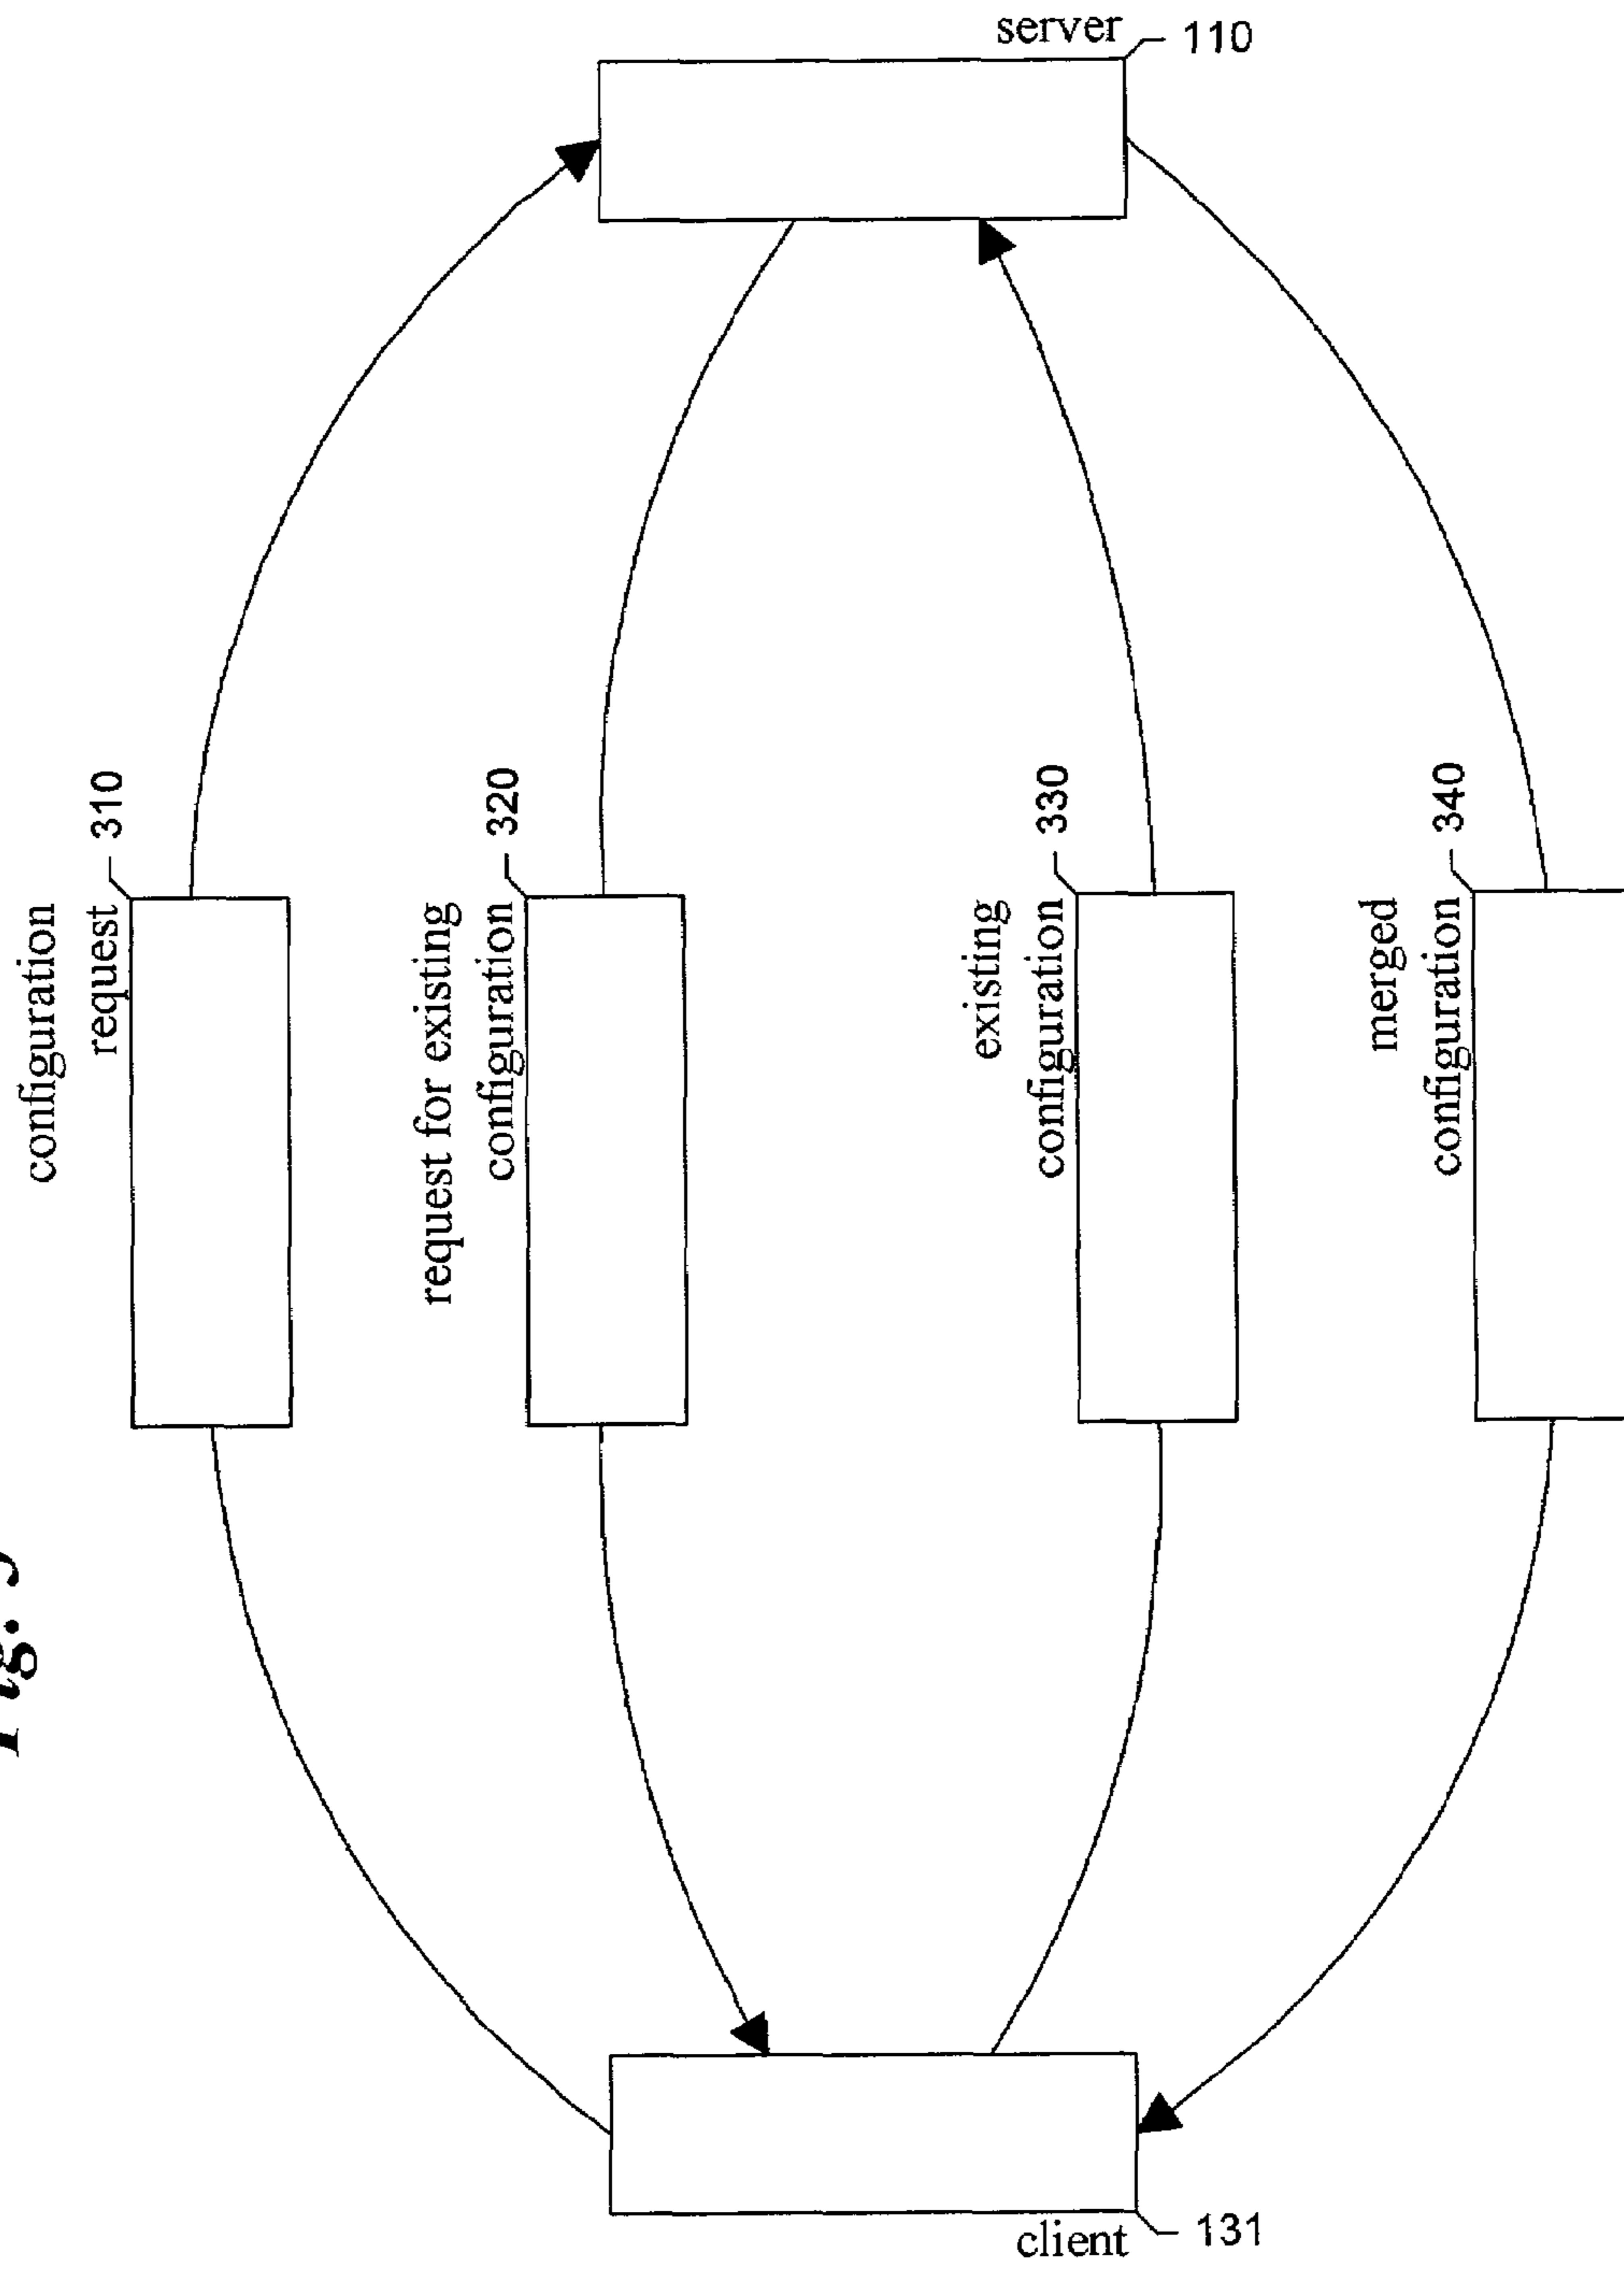 server
110
configuration
request
310
request for existing
configuration
320
existing
configuration
330
merged
configuration
340
client
131